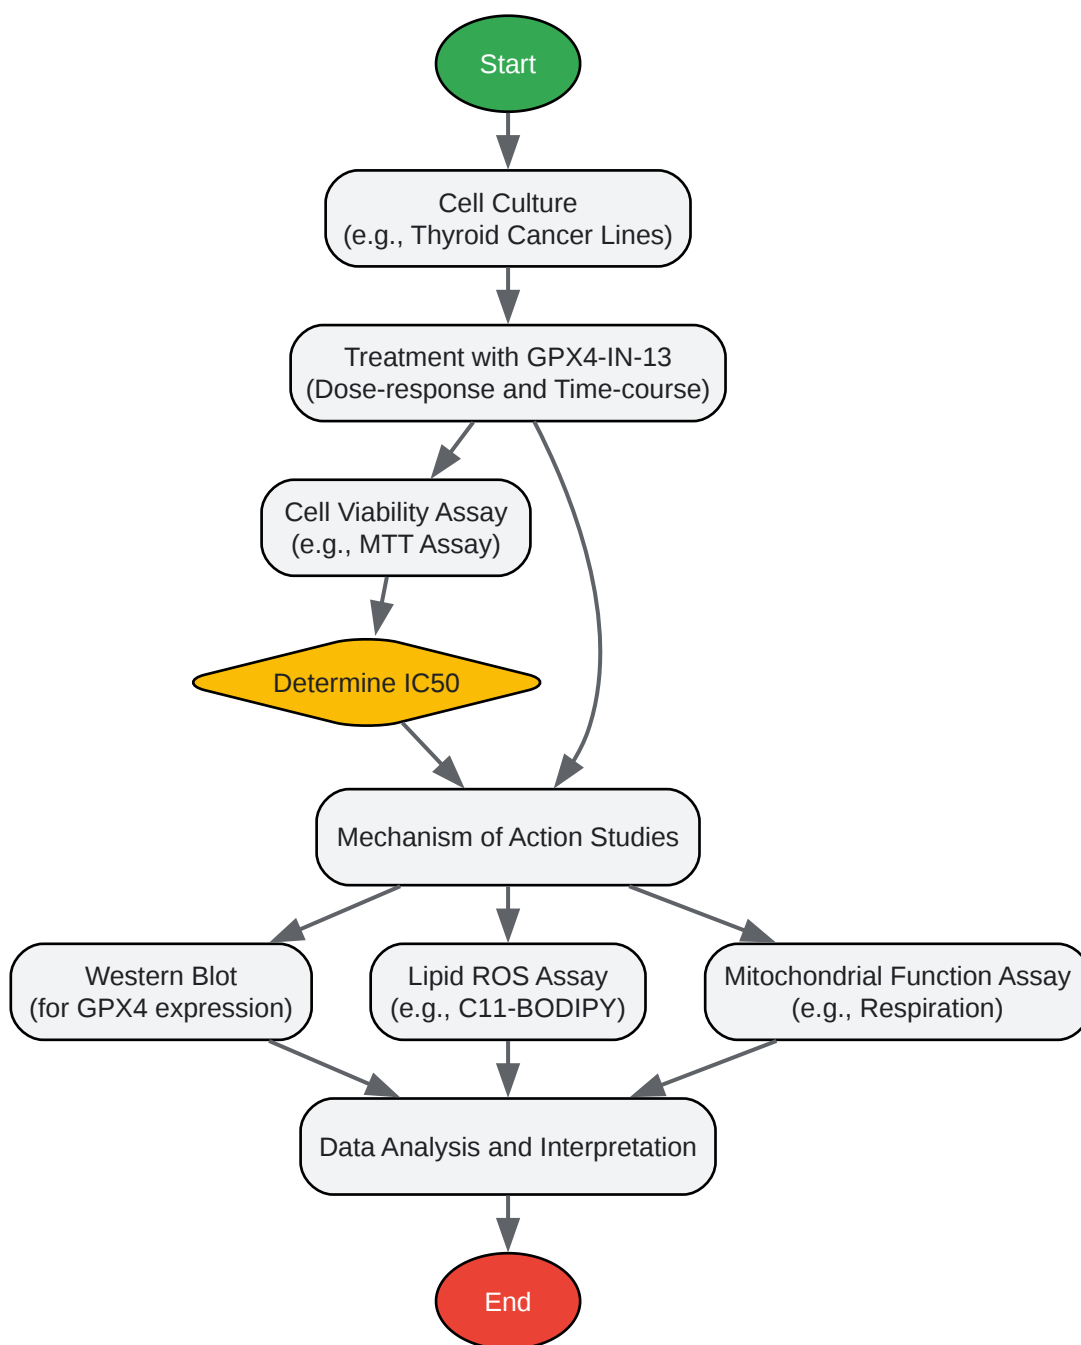 Start
Cell Culture
(e.g., Thyroid Cancer Lines)
Treatment with GPX4-IN-13
(Dose-response and Time-course)
Cell Viability Assay
(e.g., MTT Assay)
Determine IC50
Mechanism of Action Studies
Western Blot
(for GPX4 expression)
Lipid ROS Assay
(e.g., C11-BODIPY)
Mitochondrial Function Assay
(e.g., Respiration)
Data Analysis and Interpretation
End